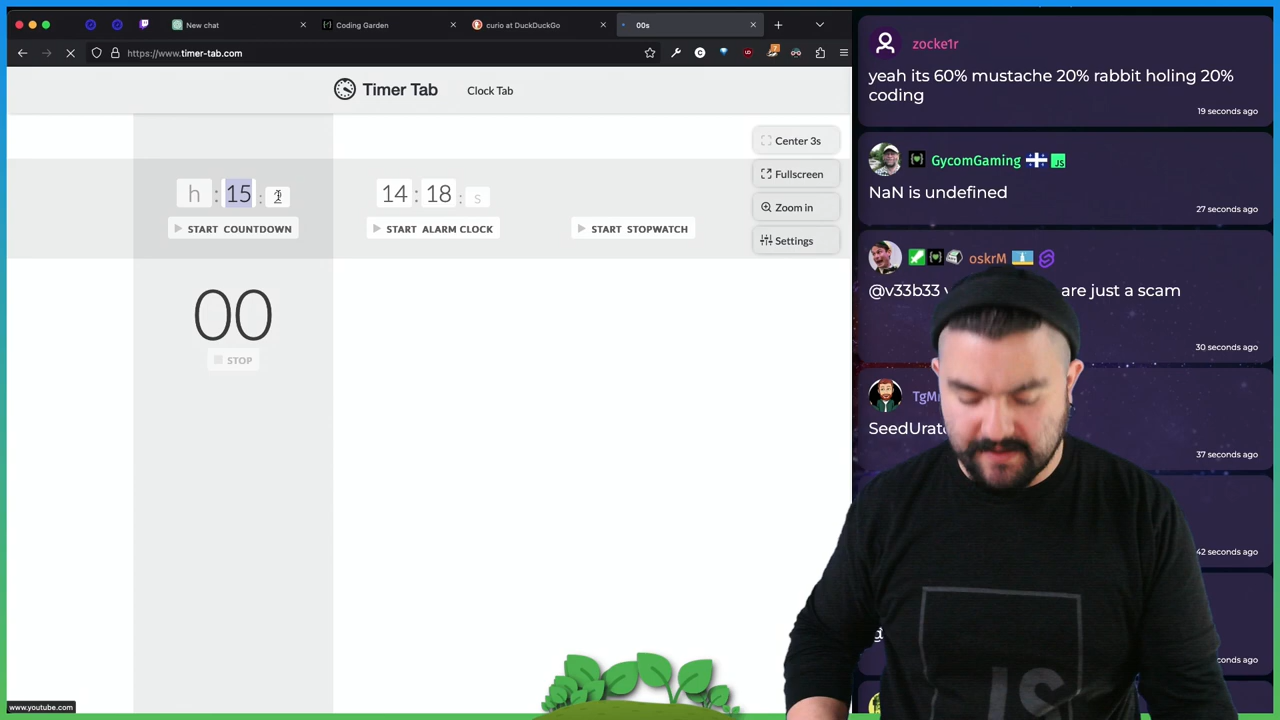 New chat
Coding Garden
curio at DuckDuckGo
00s
https://www.timer-tab.com
Timer Tab
Clock Tab
Center 3s
Fullscreen
Zoom in
Settings
h : 15 :
START COUNTDOWN
14 : 18 : s
START ALARM CLOCK
START STOPWATCH
00
STOP
www.youtube.com
zocke1r
yeah its 60% mustache 20% rabbit holing 20%
coding
19 seconds ago
GycomGaming
JS
NaN is undefined
27 seconds ago
oskrM
@v33b33 are just a scam
30 seconds ago
37 seconds ago
42 seconds ago
JS